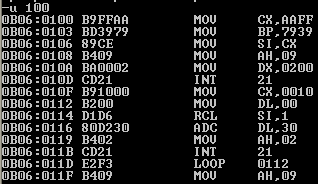 -u 100
0B06:0100 B9FFAA MOV CX,AAFF
0B06:0103 BD3979 MOV BP,7939
0B06:0106 89CE MOV SI,CX
0B06:0108 B409 MOV AH,09
0B06:010A BA0002 MOV DX,0200
0B06:010D CD21 INT 21
0B06:010F B91000 MOV CX,0010
0B06:0112 B200 MOV DL,00
0B06:0114 D1D6 RCL SI,1
0B06:0116 80D230 ADC DL,30
0B06:0119 B402 MOV AH,02
0B06:011B CD21 INT 21
0B06:011D E2F3 LOOP 0112
0B06:011F B409 MOV AH,09